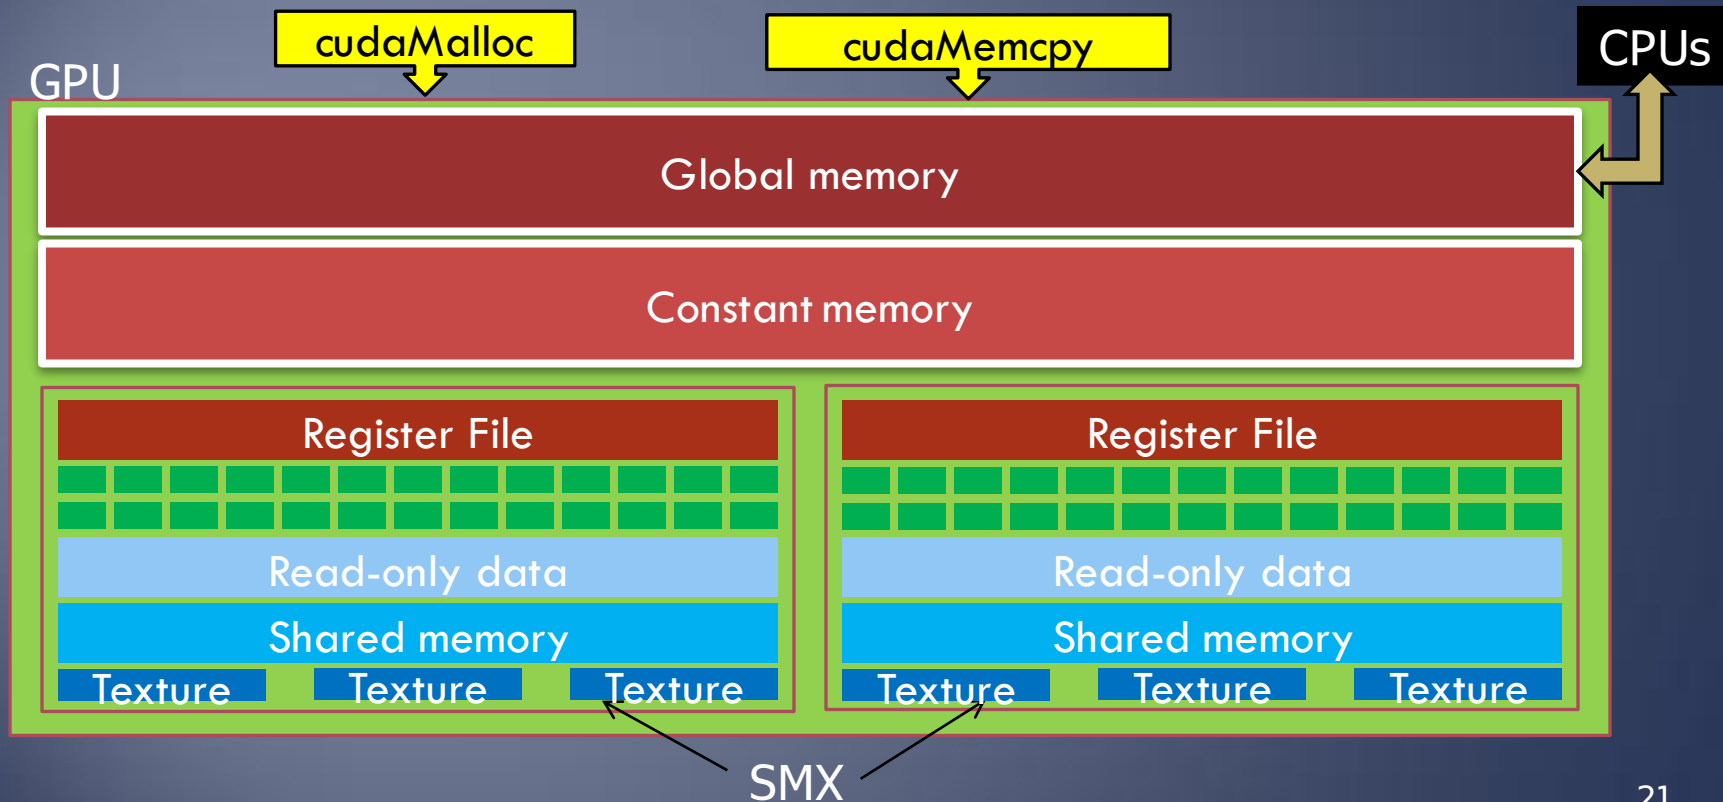 cudaMalloc
cudaMemcpy
CPUs
GPU
Global memory
Constant memory
Register File
Read-only data
Shared memory
Texture Texture Texture
Register File
Read-only data
Shared memory
Texture Texture Texture
SMX
21